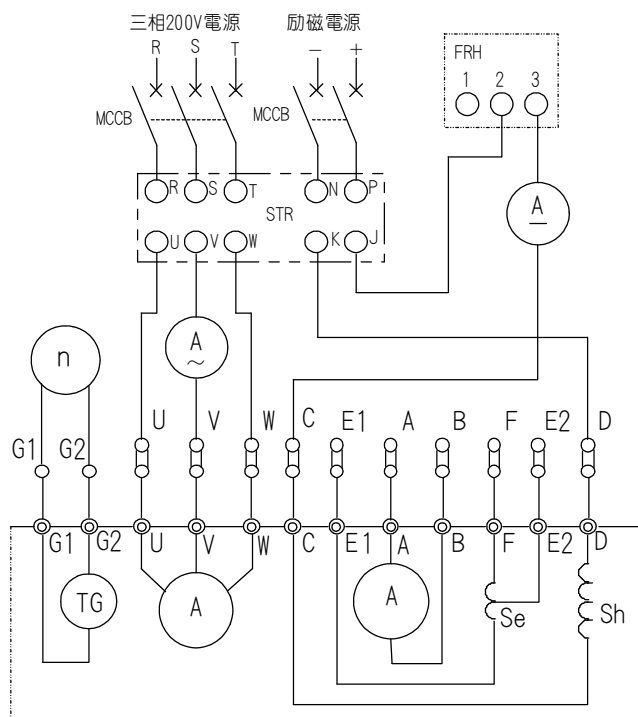 三相200V電源 励磁電源
R S T － ＋
FRH
1 2 3
MCCB MCCB
R S T N P
STR
U V W K J
A
A
～
n
U V W C E1 A B F E2 D
G1 G2
G1 G2 U V W C E1 A B F E2 D
TG A A Se Sh